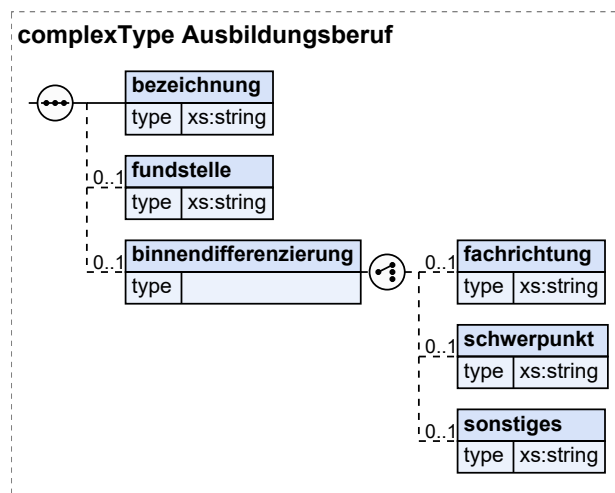 complexType Ausbildungsberuf
bezeichnung
type xs:string
0..1 fundstelle
type xs:string
0..1 binnendifferenzierung
type
0..1 fachrichtung
type xs:string
0..1 schwerpunkt
type xs:string
0..1 sonstiges
type xs:string